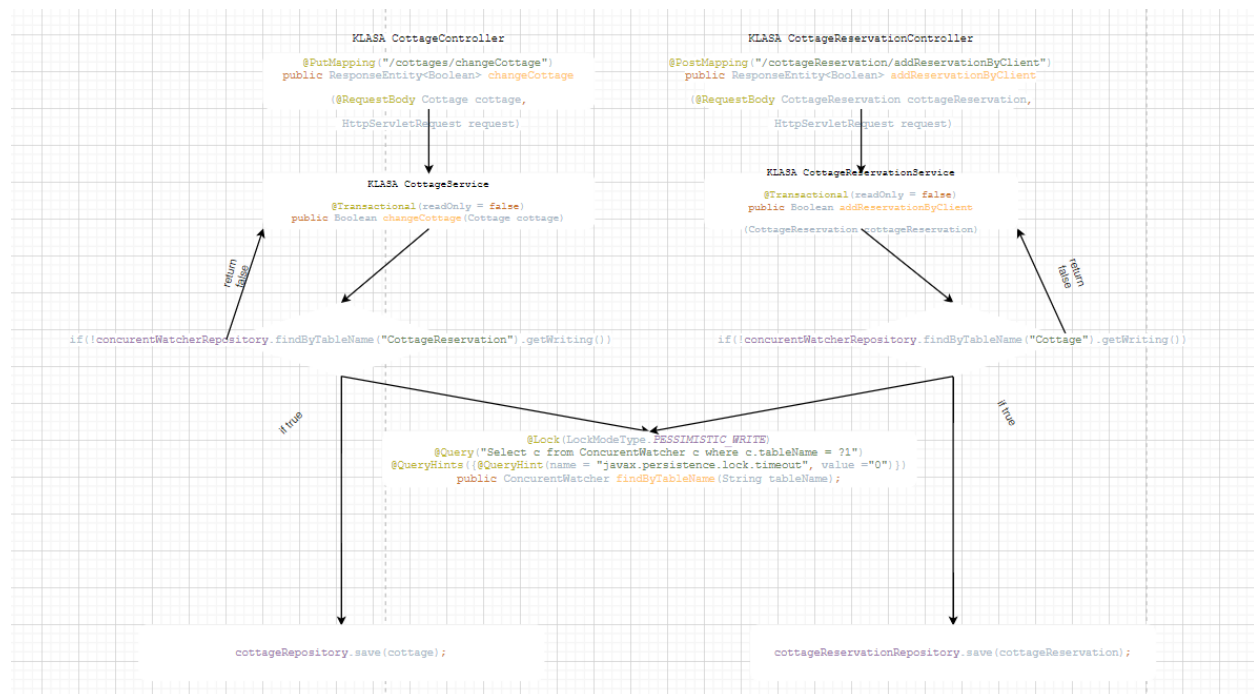 KLASA CottageController
@PutMapping("/cottages/changeCottage")
public ResponseEntity<Boolean> changeCottage
(@RequestBody Cottage cottage,
HttpServletRequest request)
KLASA CottageReservationController
@PostMapping("/cottageReservation/addReservationByClient")
public ResponseEntity<Boolean> addReservationByClient
(@RequestBody CottageReservation cottageReservation,
HttpServletRequest request)
KLASA CottageService
@Transactional(readOnly = false)
public Boolean changeCottage(Cottage cottage)
KLASA CottageReservationService
@Transactional(readOnly = false)
public Boolean addReservationByClient
(CottageReservation cottageReservation)
return
false
return
false
if(!concurentWatcherRepository.findByTableName("CottageReservation").getWriting())
if(!concurentWatcherRepository.findByTableName("Cottage").getWriting())
if true
if true
@Lock(LockModeType.PESSIMISTIC_WRITE)
@Query("Select c from ConcurentWatcher c where c.tableName = ?1")
@QueryHints({@QueryHint(name = "javax.persistence.lock.timeout", value ="0")})
public ConcurentWatcher findByTableName(String tableName);
cottageRepository.save(cottage);
cottageReservationRepository.save(cottageReservation);